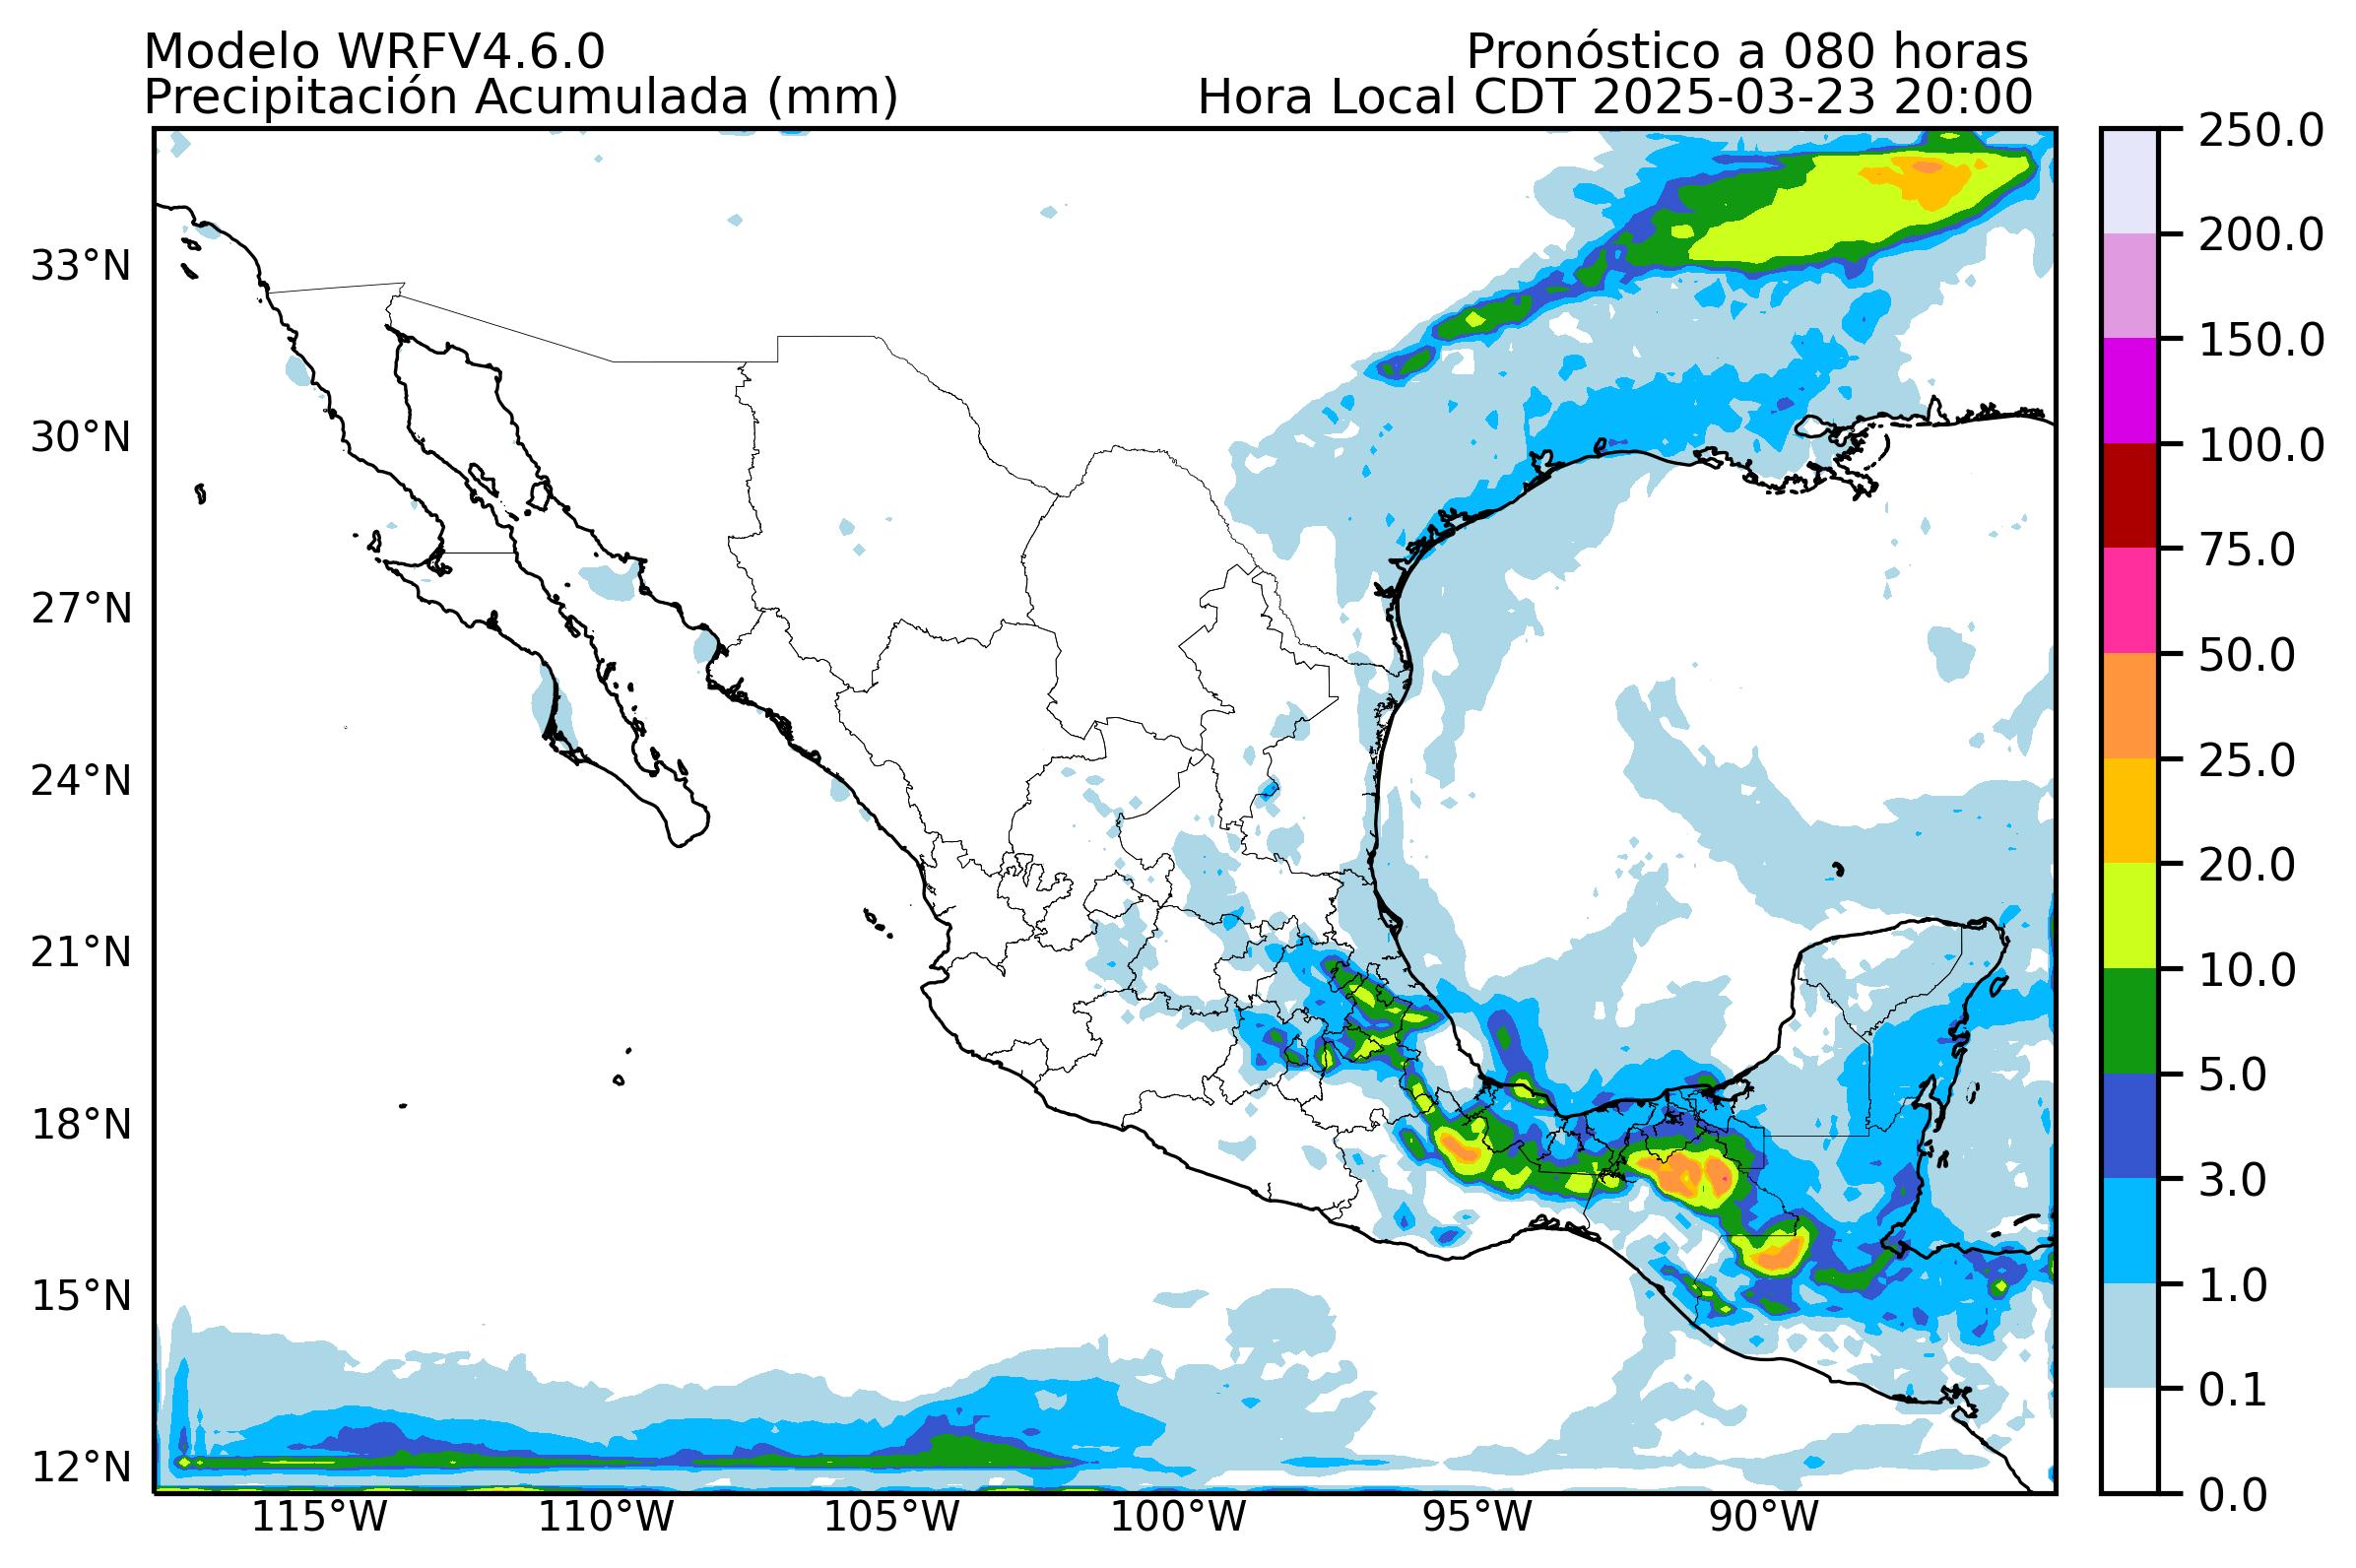 Modelo WRFV4.6.0
Pronóstico a 080 horas
Precipitación Acumulada (mm)
Hora Local CDT 2025-03-23 20:00
33°N
30°N
27°N
24°N
21°N
18°N
15°N
12°N
115°W
110°W
105°W
100°W
95°W
90°W
250.0
200.0
150.0
100.0
75.0
50.0
25.0
20.0
10.0
5.0
3.0
1.0
0.1
0.0